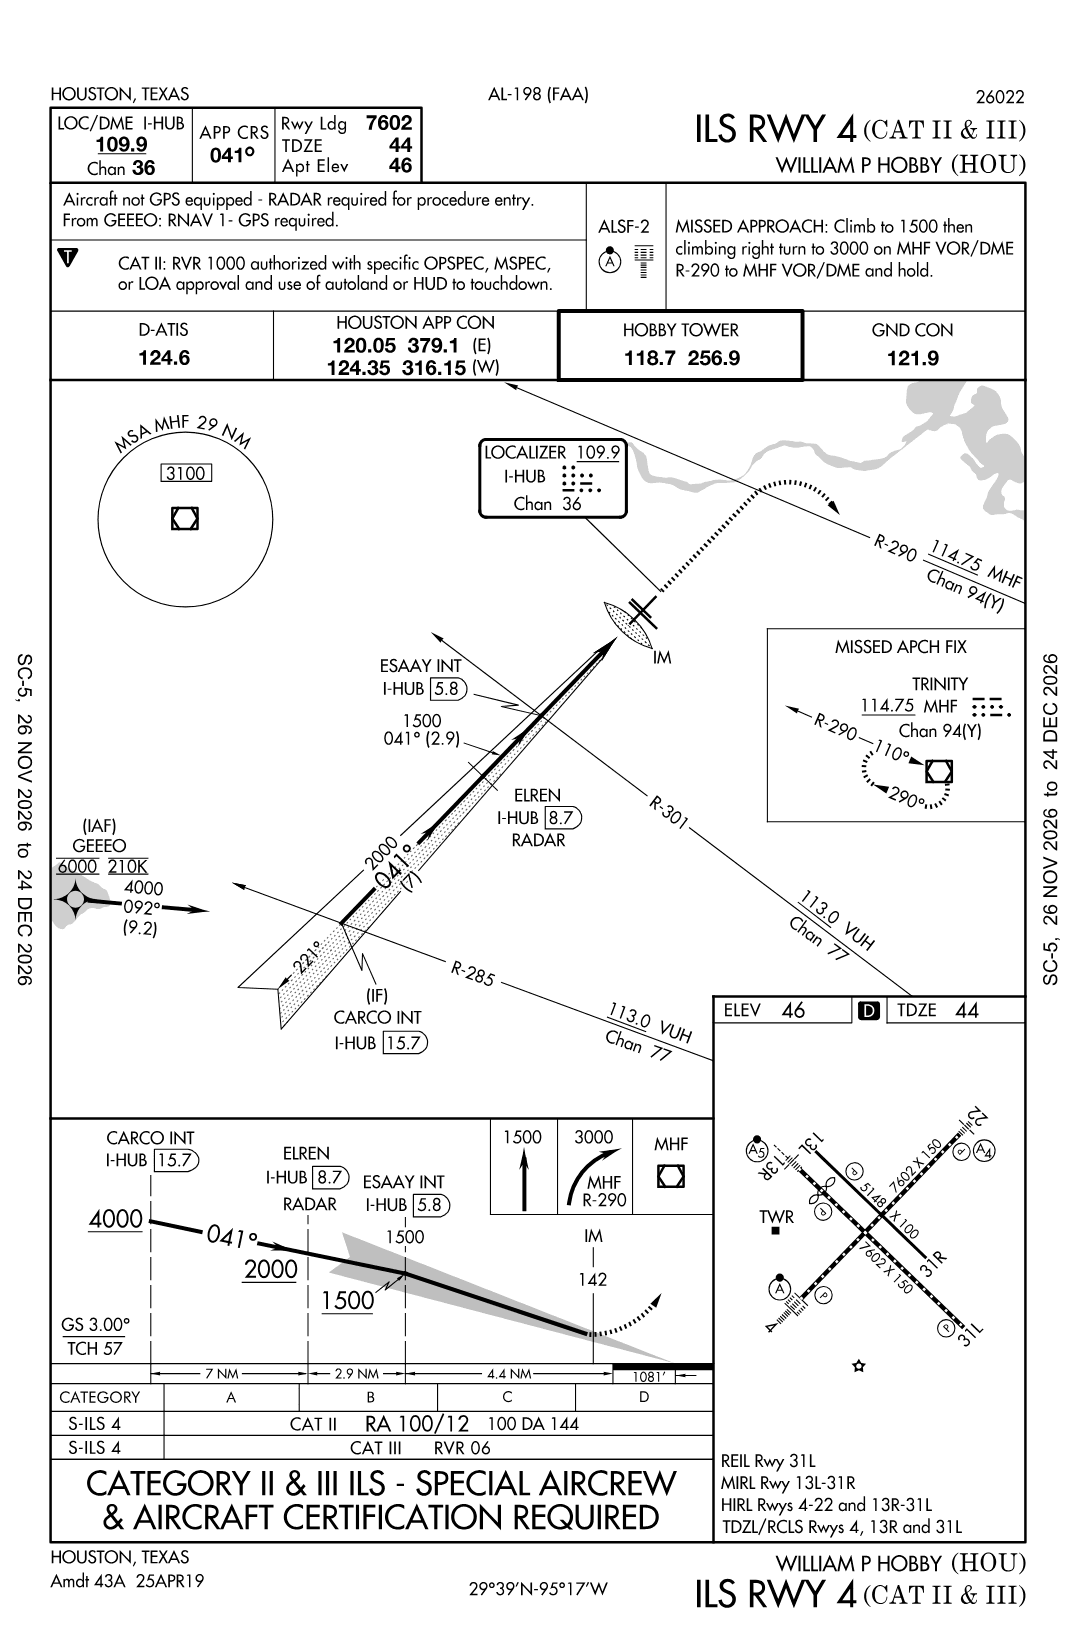 HOUSTON, TEXAS
AL-198 (FAA)
26022
LOC/DME I-HUB
109.9
Chan 36
APP CRS
041°
Rwy Ldg 7602
TDZE 44
Apt Elev 46
ILS RWY 4 (CAT II & III)
WILLIAM P HOBBY (HOU)
Aircraft not GPS equipped - RADAR required for procedure entry.
From GEEEO: RNAV 1- GPS required.
T
CAT II: RVR 1000 authorized with specific OPSPEC, MSPEC,
or LOA approval and use of autoland or HUD to touchdown.
ALSF-2
A
MISSED APPROACH: Climb to 1500 then
climbing right turn to 3000 on MHF VOR/DME
R-290 to MHF VOR/DME and hold.
D-ATIS
124.6
HOUSTON APP CON
120.05 379.1 (E)
124.35 316.15 (W)
HOBBY TOWER
118.7 256.9
GND CON
121.9
MSA MHF 29 NM
3100
LOCALIZER 109.9
I-HUB
Chan 36
R-290
114.75 MHF
Chan 94(Y)
IM
ESAAY INT
I-HUB 5.8
1500
041° (2.9)
ELREN
I-HUB 8.7
RADAR
R-301
113.0 VUH
Chan 77
MISSED APCH FIX
TRINITY
114.75 MHF
Chan 94(Y)
R-290
110°
290°
(IAF)
GEEEO
6000 210K
4000
092°
(9.2)
2000
041°
(7)
221°
(IF)
CARCO INT
I-HUB 15.7
R-285
113.0 VUH
Chan 77
SC-5, 26 NOV 2026 to 24 DEC 2026
SC-5, 26 NOV 2026 to 24 DEC 2026
ELEV 46
D
TDZE 44
22
7602 X 150
P
A4
A5
13R
13L
P
5148 X 100
P
TWR
31R
7602 X 150
A
P
4
P
31L
REIL Rwy 31L
MIRL Rwy 13L-31R
HIRL Rwys 4-22 and 13R-31L
TDZL/RCLS Rwys 4, 13R and 31L
CARCO INT
I-HUB 15.7
ELREN
I-HUB 8.7
RADAR
ESAAY INT
I-HUB 5.8
1500
1500
3000
MHF
R-290
MHF
4000
041°
2000
1500
IM
142
GS 3.00°
TCH 57
7 NM
2.9 NM
4.4 NM
1081'
CATEGORY A B C D
S-ILS 4 CAT II RA 100/12 100 DA 144
S-ILS 4 CAT III RVR 06
CATEGORY II & III ILS - SPECIAL AIRCREW
& AIRCRAFT CERTIFICATION REQUIRED
HOUSTON, TEXAS
Amdt 43A 25APR19
29°39'N-95°17'W
WILLIAM P HOBBY (HOU)
ILS RWY 4 (CAT II & III)